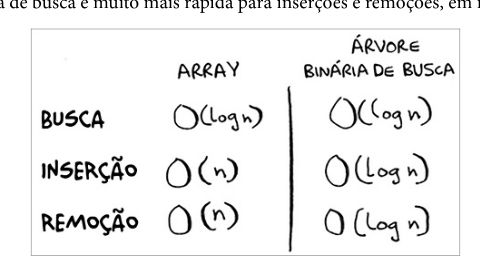 de busca é muito mais rápida para inserções e remoções, em
ARRAY ÁRVORE BINÁRIA DE BUSCA
BUSCA O(log n) O(log n)
INSERÇÃO O(n) O(log n)
REMOÇÃO O(n) O(log n)